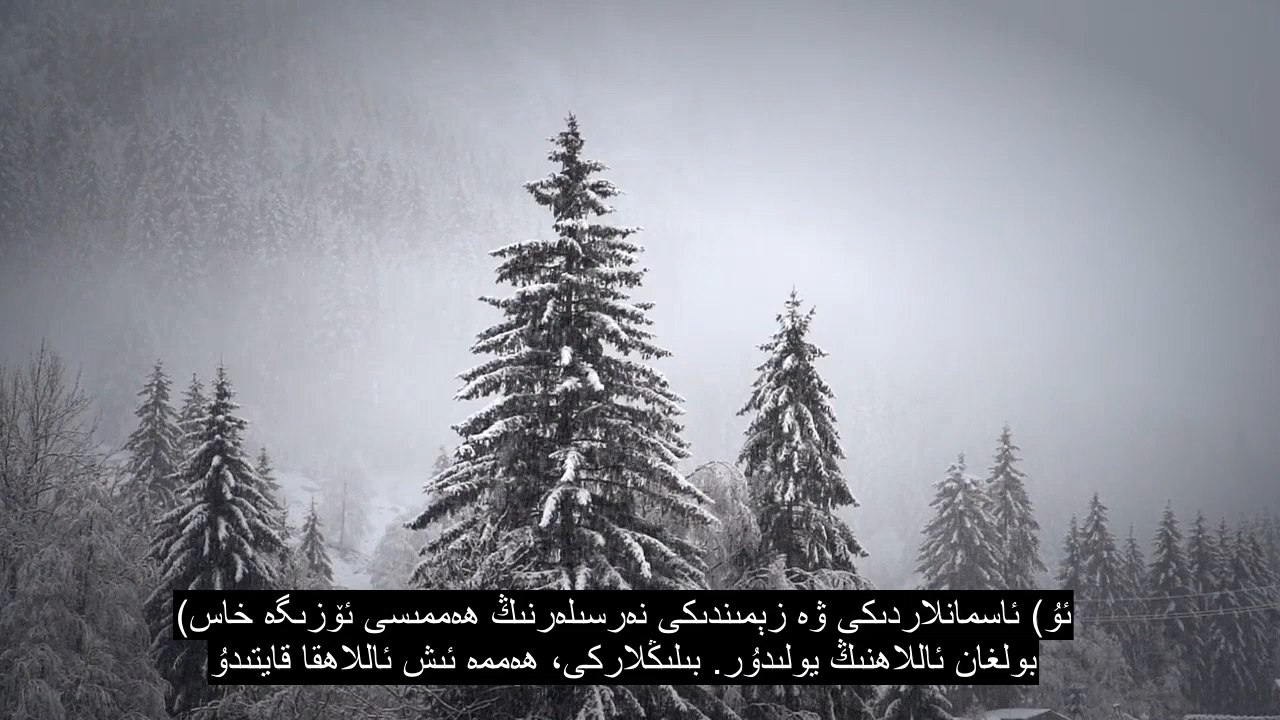 ئۇ) ئاسمانلاردىكى ۋە زېمىندىكى نەرسىلەرنىڭ ھەممىسى ئۆزىگە خاس)
بولغان ئاللاھنىڭ يولىدۇر. بىلىڭلاركى، ھەممە ئىش ئاللاھقا قايتىدۇ